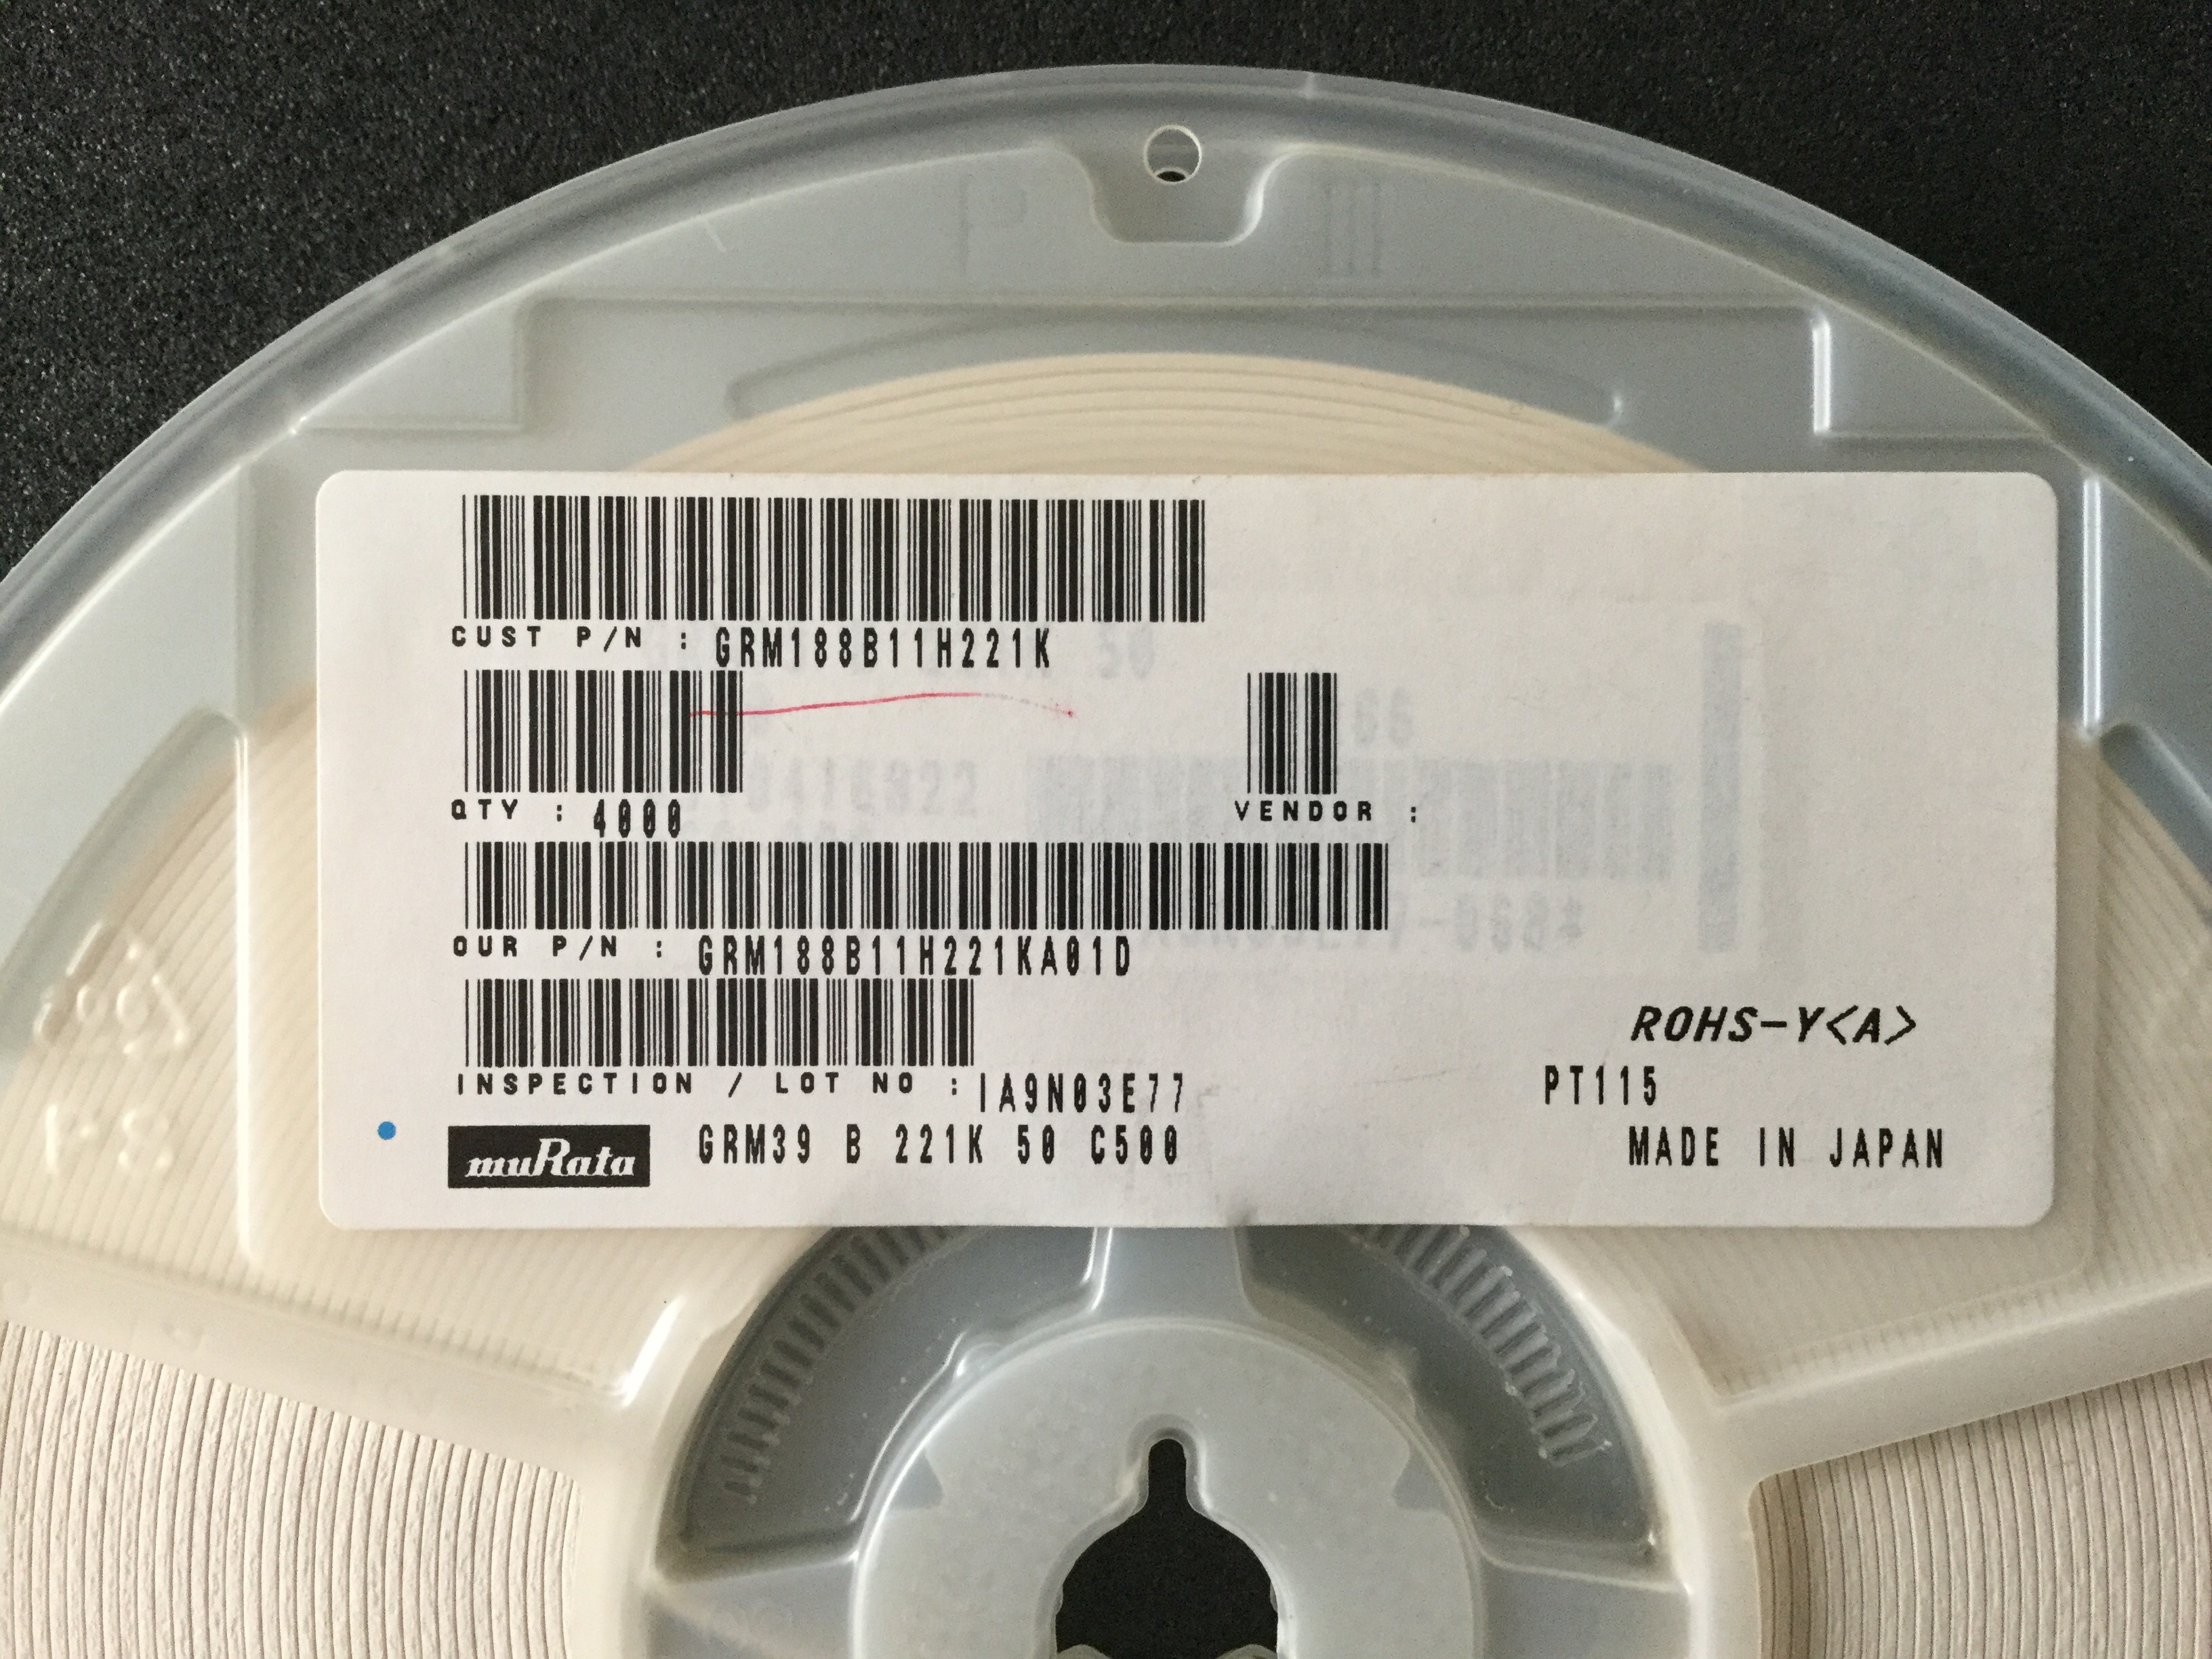 CUST P/N : GRM188B11H221K
QTY : 4000
VENDOR :
OUR P/N : GRM188B11H221KA01D
INSPECTION / LOT NO : IA9N03E77
ROHS-Y<A>
PT115
muRata GRM39 B 221K 50 C500
MADE IN JAPAN